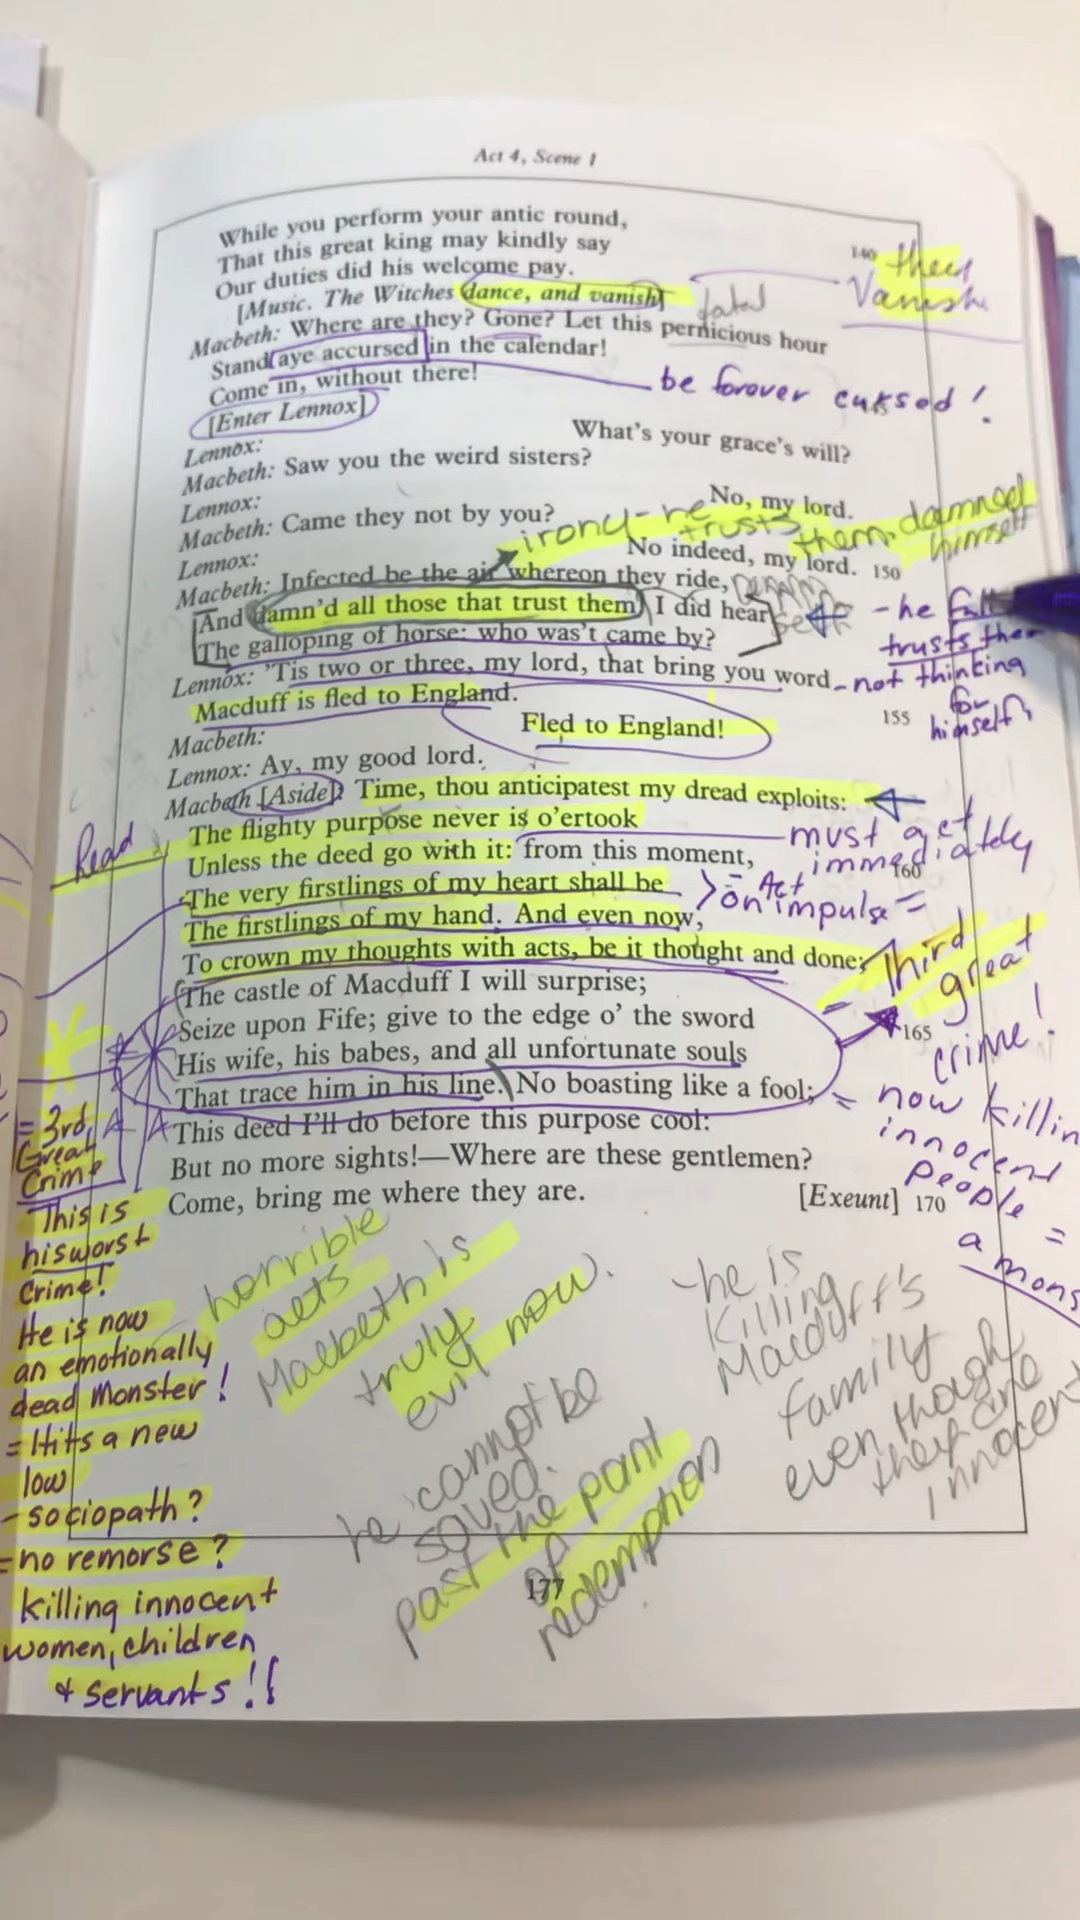 Act 4, Scene 1
While you perform your antic round,
That this great king may kindly say
Our duties did his welcome pay.
140
[Music. The Witches dance, and vanish]
they
Vanish
fated
Macbeth: Where are they? Gone? Let this pernicious hour
Stand aye accursed in the calendar!
Come in, without there!
be forever cursed!
[Enter Lennox]
Lennox: What's your grace's will?
Macbeth: Saw you the weird sisters?
Lennox: No, my lord.
Macbeth: Came they not by you?
irony - he
trusts
them, damned
himself
Lennox: No indeed, my lord. 150
Macbeth: Infected be the air whereon they ride,
And damn'd all those that trust them! I did hear
The galloping of horse: who was't came by?
- he
trusts them
- not thinking
for
himself
Lennox: 'Tis two or three, my lord, that bring you word
Macduff is fled to England.
155
Macbeth: Fled to England!
Lennox: Ay, my good lord.
Macbeth [Aside]: Time, thou anticipatest my dread exploits:
Read
The flighty purpose never is o'ertook
Unless the deed go with it: from this moment,
must act
immediately
160
The very firstlings of my heart shall be
The firstlings of my hand. And even now,
- Act
on impulse =
To crown my thoughts with acts, be it thought and done;
The castle of Macduff I will surprise;
Seize upon Fife; give to the edge o' the sword
165
His wife, his babes, and all unfortunate souls
That trace him in his line. No boasting like a fool;
This deed I'll do before this purpose cool:
But no more sights!—Where are these gentlemen?
Come, bring me where they are.
[Exeunt] 170
- Third
great
crime!
= now killin
innocent
people =
a mons
= 3rd
Great
Crime
This is
his worst
crime!
He is now
an emotionally
dead monster!
= Hits a new
low
- sociopath?
= no remorse?
killing innocent
women, children
& servants!!
horrible
acts
Macbeth is
truly
evil now.
he cannot be
saved.
past the point
of
redemption
- he is
Killing
Macduff's
family
even though
they are
innocent
177